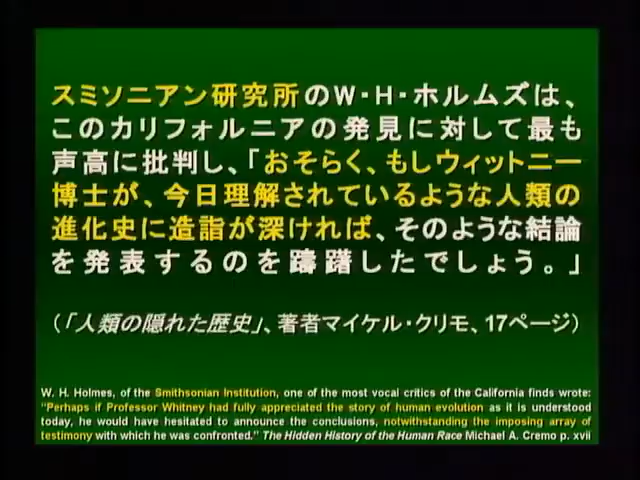 スミソニアン研究所のW・H・ホルムズは、
このカリフォルニアの発見に対して最も
声高に批判し、「おそらく、もしウィットニー
博士が、今日理解されているような人類の
進化史に造詣が深ければ、そのような結論
を発表するのを躊躇したでしょう。」
（「人類の隠れた歴史」、著者マイケル・クリモ、17ページ）
W. H. Holmes, of the Smithsonian Institution, one of the most vocal critics of the California finds wrote:
"Perhaps if Professor Whitney had fully appreciated the story of human evolution as it is understood
today, he would have hesitated to announce the conclusions, notwithstanding the imposing array of
testimony with which he was confronted." The Hidden History of the Human Race Michael A. Cremo p. xvii